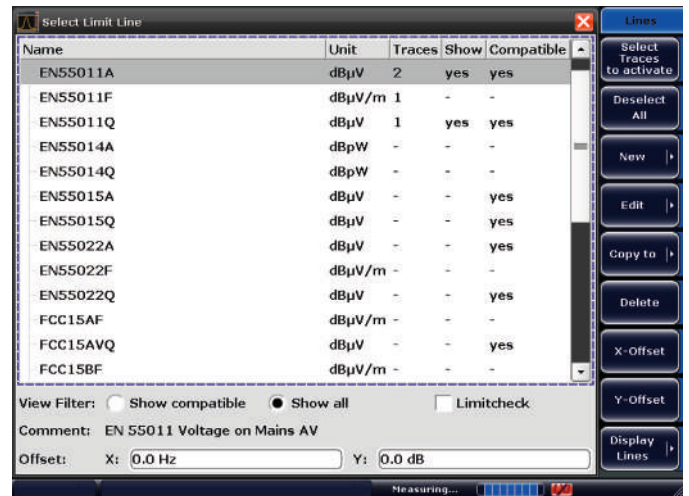 Select Limit Line
Name Unit Traces Show Compatible
EN55011A dBµV 2 yes yes
EN55011F dBµV/m 1 - -
EN55011Q dBµV 1 yes yes
EN55014A dBpW - - -
EN55014Q dBpW - - -
EN55015A dBµV - - yes
EN55015Q dBµV - - yes
EN55022A dBµV - - yes
EN55022F dBµV/m - - -
EN55022Q dBµV - - yes
FCC15AF dBµV/m - - -
FCC15AVQ dBµV - - yes
FCC15BF dBµV/m - - -
View Filter: Show compatible Show all Limitcheck
Comment: EN 55011 Voltage on Mains AV
Offset: X: 0.0 Hz Y: 0.0 dB
Measuring...
Lines
Select
Traces
to activate
Deselect
All
New
Edit
Copy to
Delete
X-Offset
Y-Offset
Display
Lines